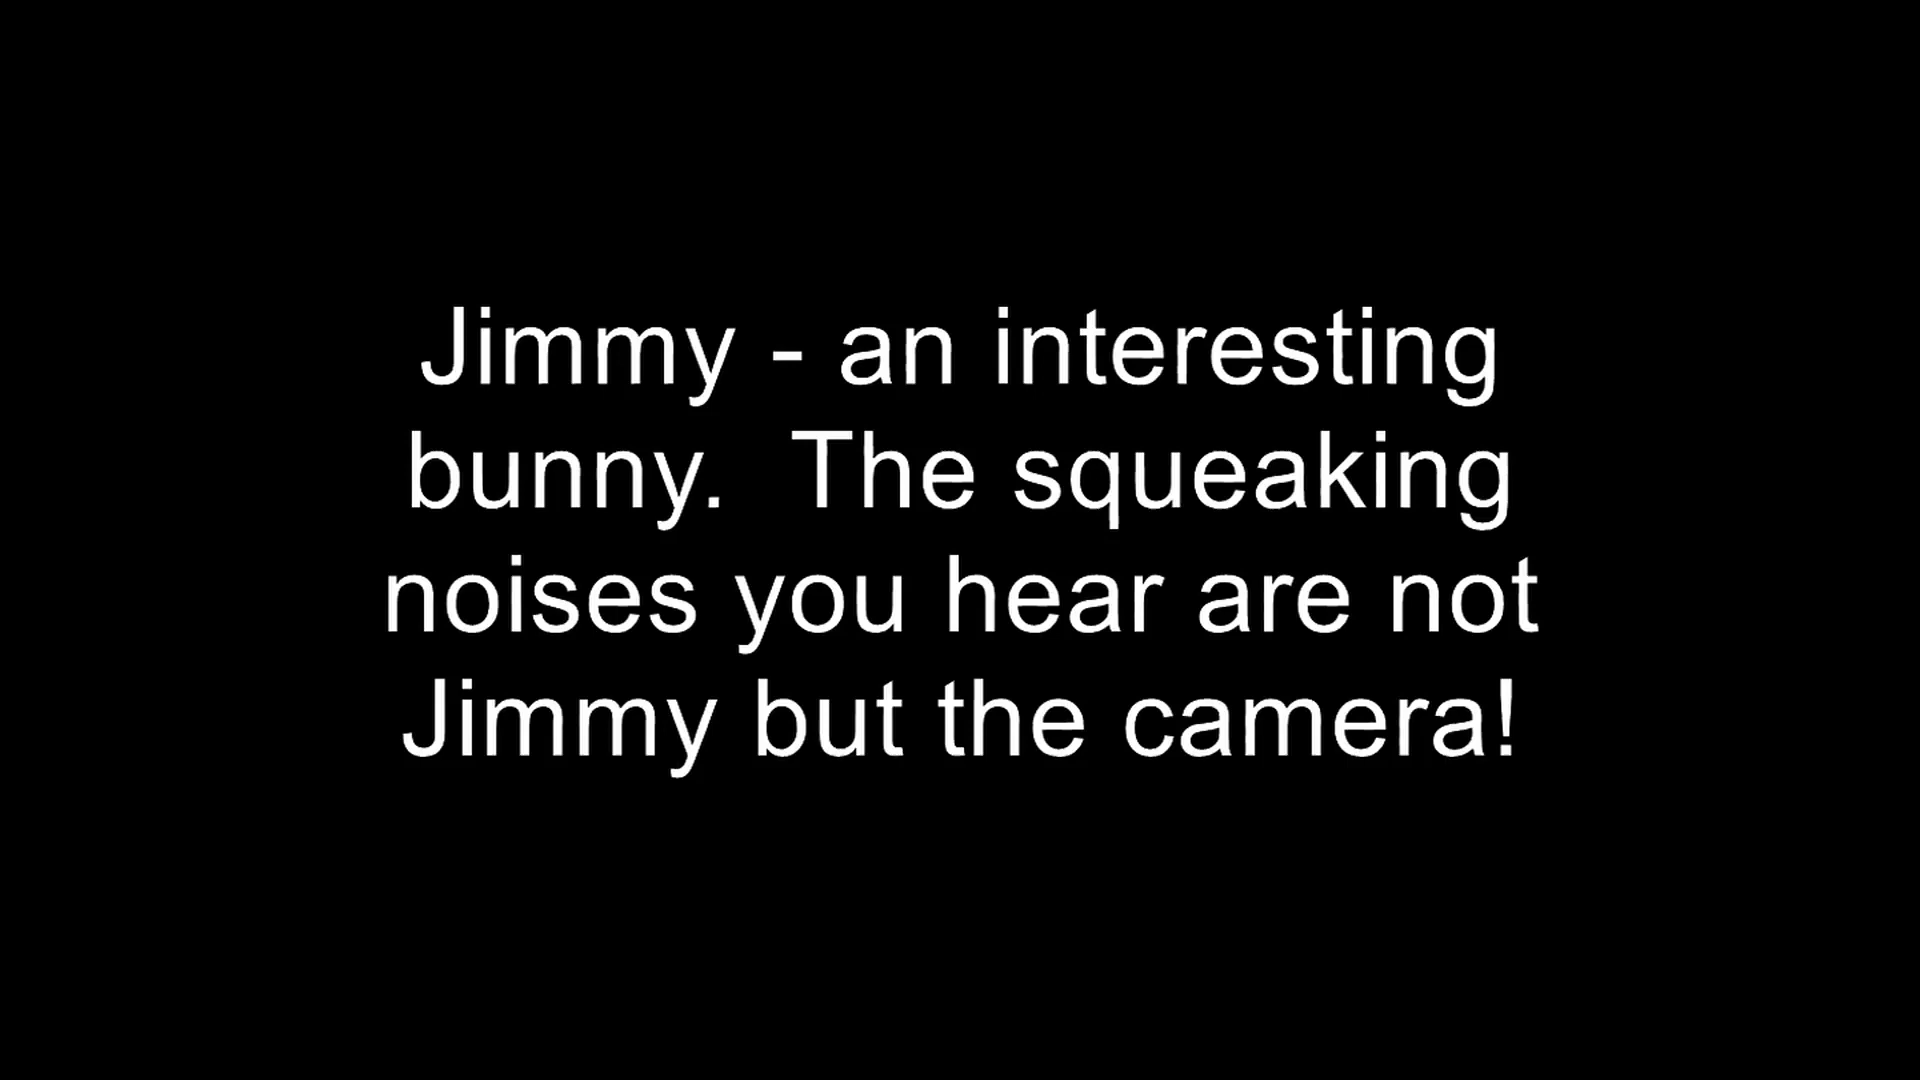 Jimmy - an interesting
bunny.  The squeaking
noises you hear are not
Jimmy but the camera!